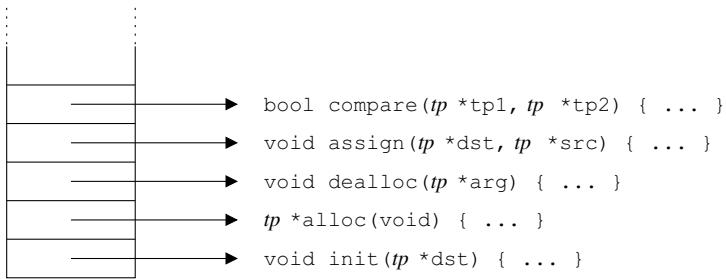 bool compare(tp *tp1, tp *tp2) { ... }
void assign(tp *dst, tp *src) { ... }
void dealloc(tp *arg) { ... }
tp *alloc(void) { ... }
void init(tp *dst) { ... }